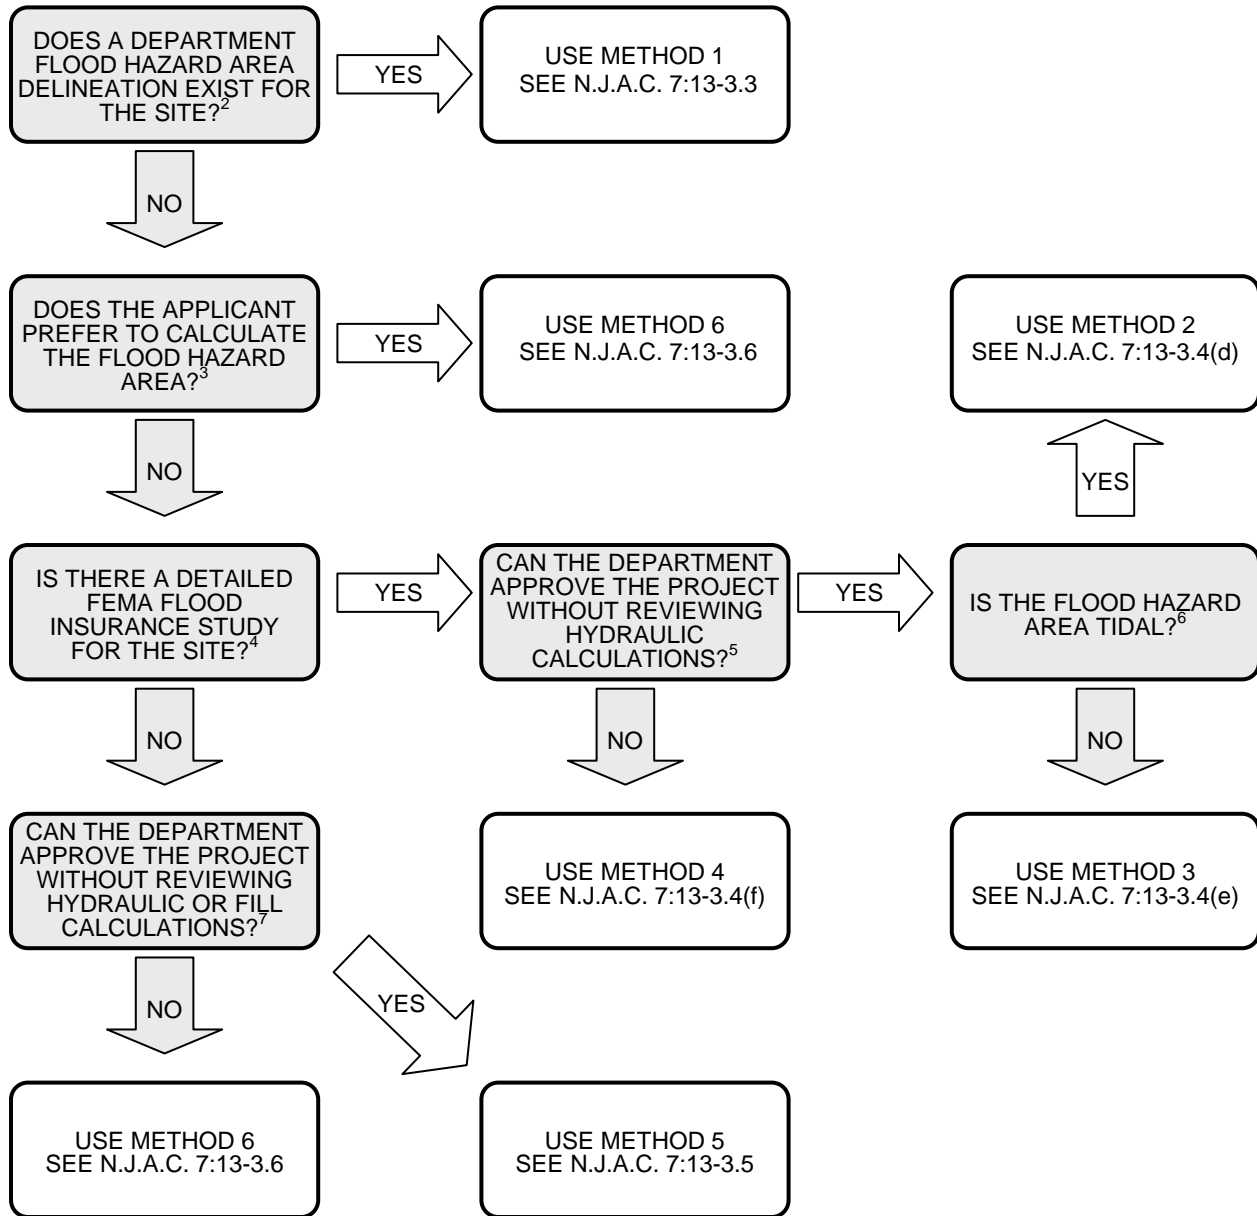 DOES A DEPARTMENT
FLOOD HAZARD AREA
DELINEATION EXIST FOR
THE SITE?²
YES
USE METHOD 1
SEE N.J.A.C. 7:13-3.3
NO
DOES THE APPLICANT
PREFER TO CALCULATE
THE FLOOD HAZARD
AREA?³
YES
USE METHOD 6
SEE N.J.A.C. 7:13-3.6
USE METHOD 2
SEE N.J.A.C. 7:13-3.4(d)
NO
YES
IS THERE A DETAILED
FEMA FLOOD
INSURANCE STUDY
FOR THE SITE?⁴
YES
CAN THE DEPARTMENT
APPROVE THE PROJECT
WITHOUT REVIEWING
HYDRAULIC
CALCULATIONS?⁵
YES
IS THE FLOOD HAZARD
AREA TIDAL?⁶
NO
NO
NO
CAN THE DEPARTMENT
APPROVE THE PROJECT
WITHOUT REVIEWING
HYDRAULIC OR FILL
CALCULATIONS?⁷
USE METHOD 4
SEE N.J.A.C. 7:13-3.4(f)
USE METHOD 3
SEE N.J.A.C. 7:13-3.4(e)
NO
YES
USE METHOD 6
SEE N.J.A.C. 7:13-3.6
USE METHOD 5
SEE N.J.A.C. 7:13-3.5